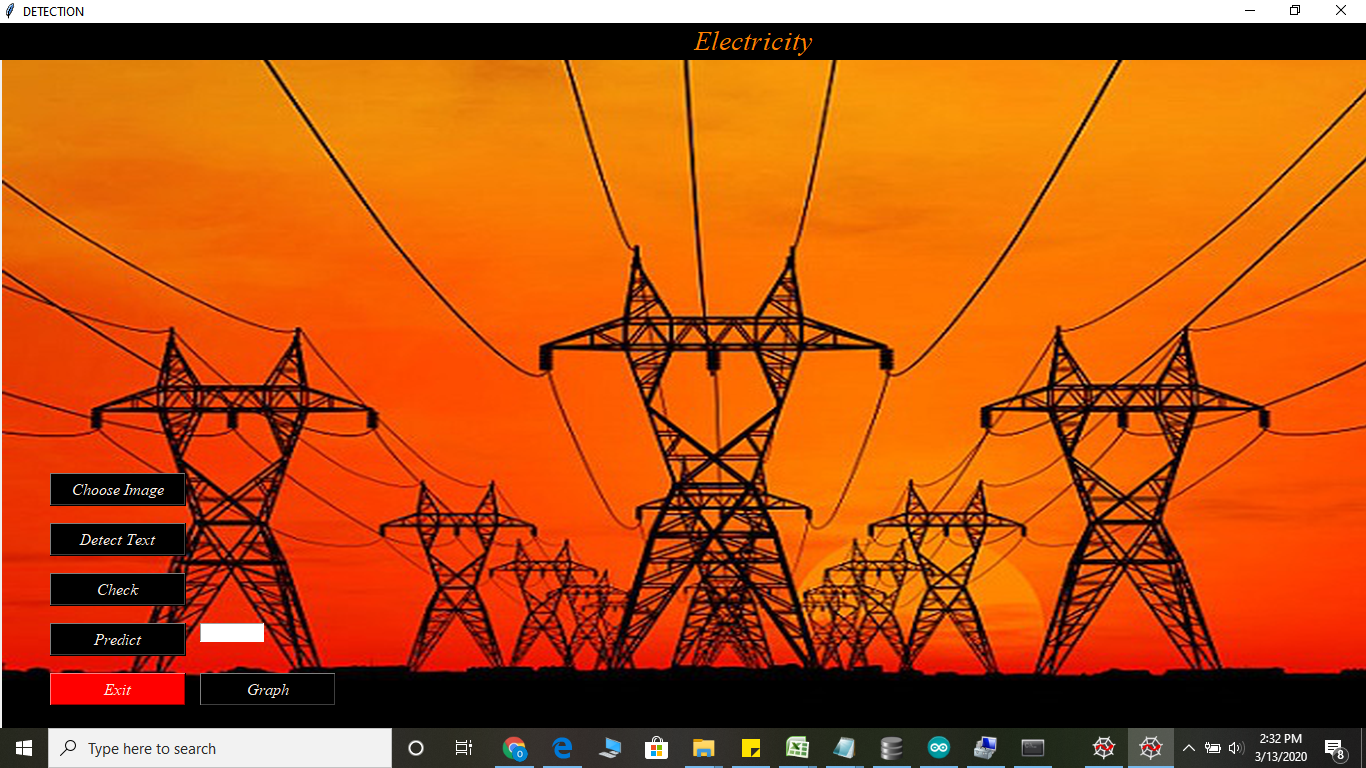 DETECTION
Electricity
Choose Image
Detect Text
Check
Predict
Exit
Graph
Type here to search
2:32 PM
3/13/2020
8